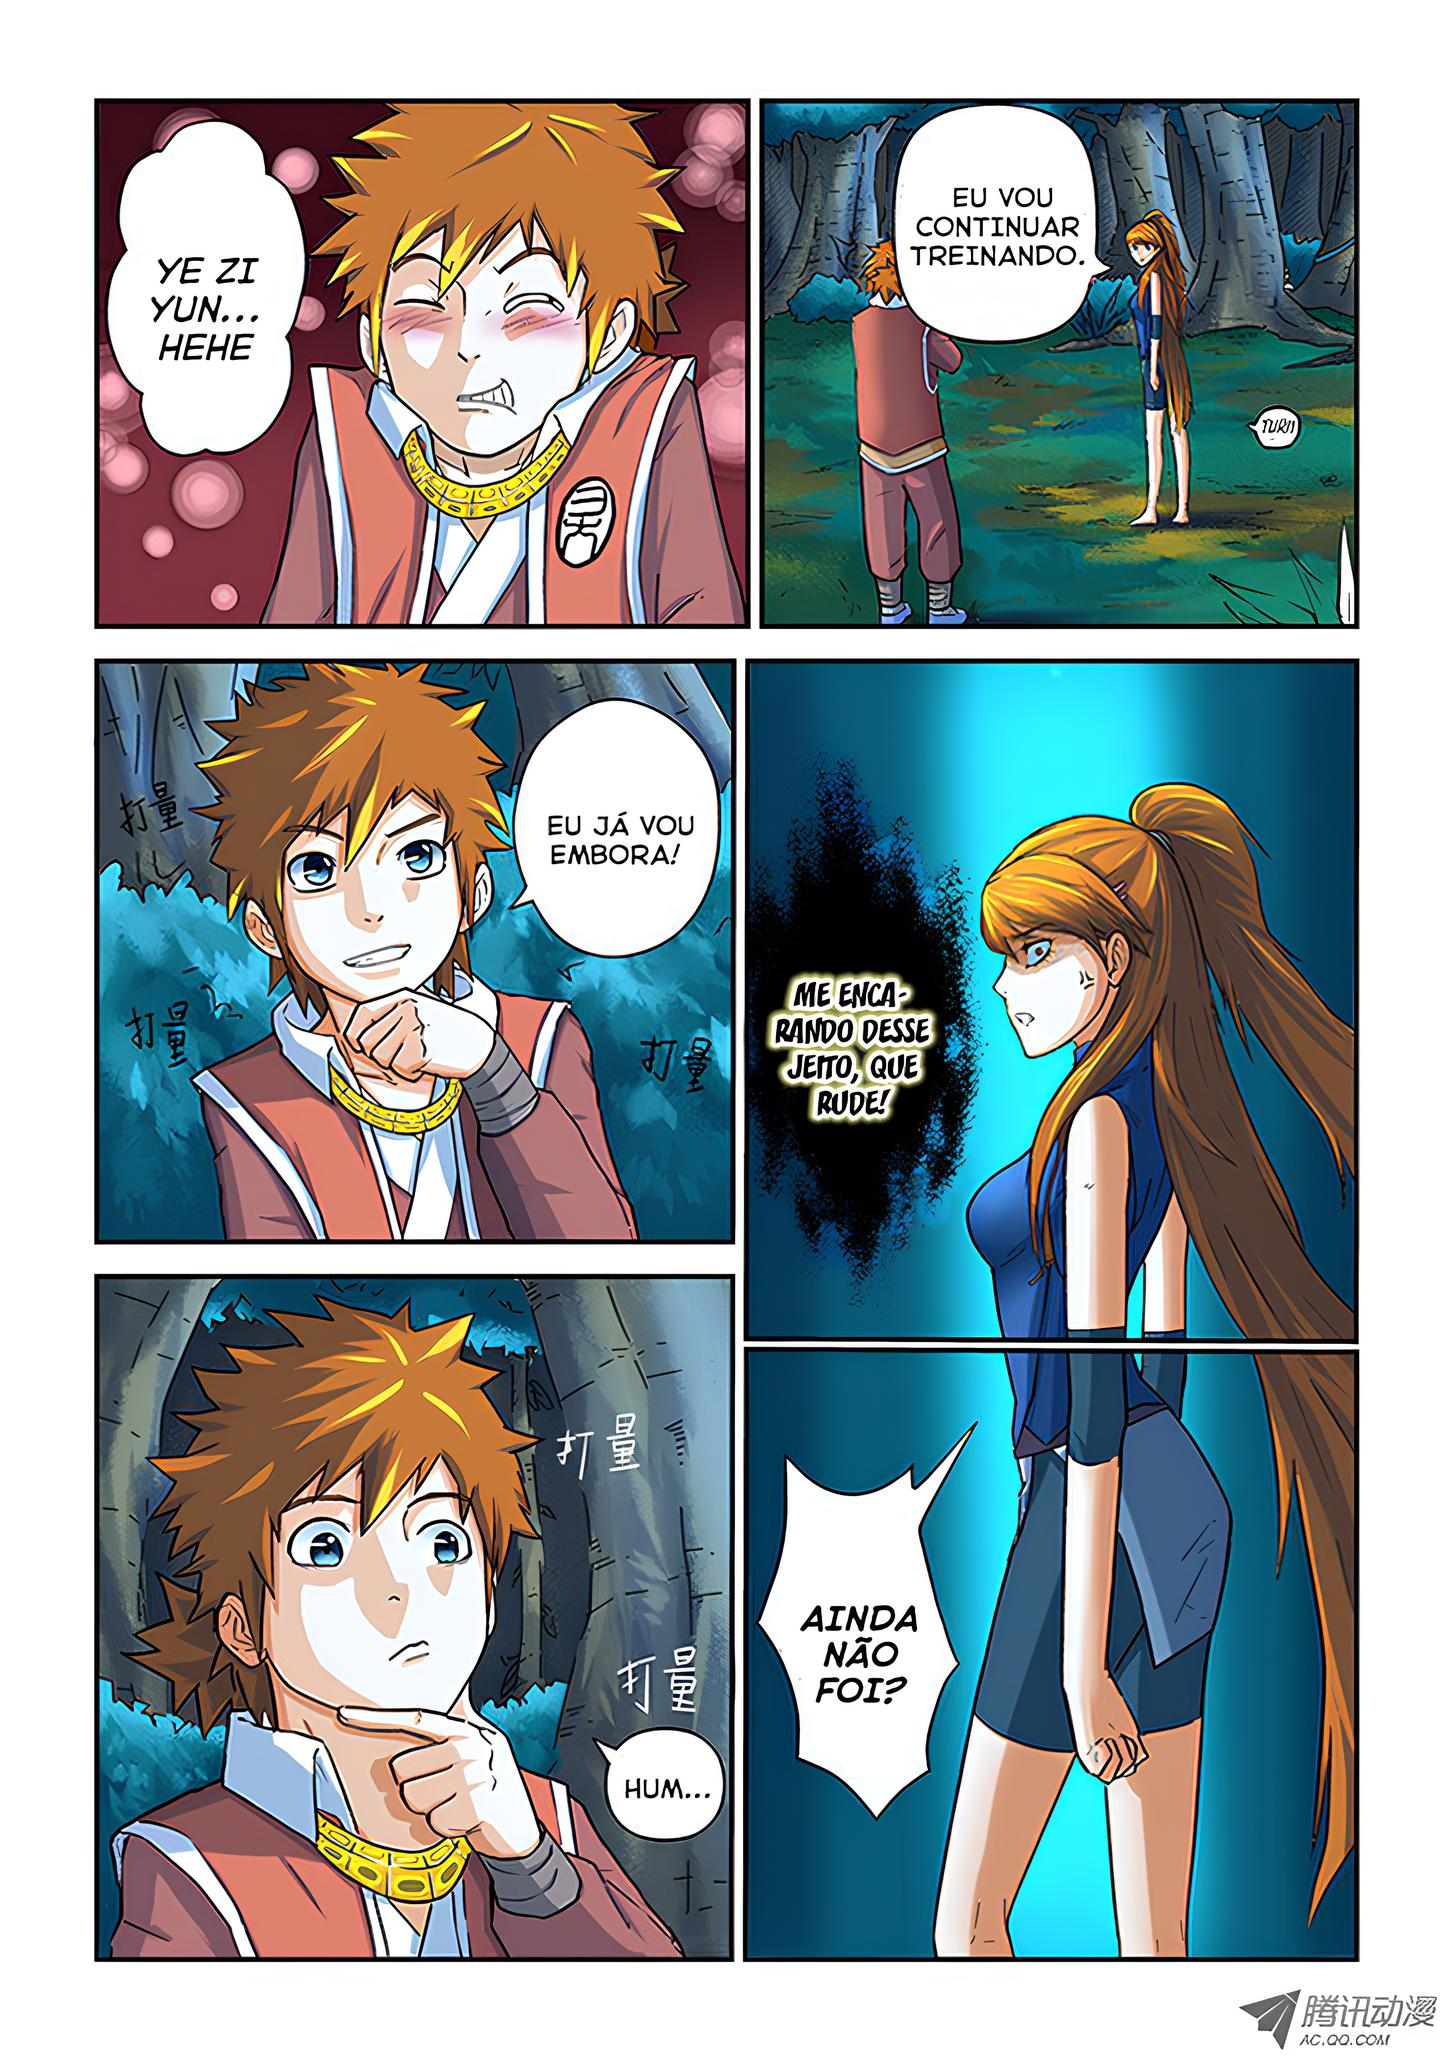 YE ZI
YUN...
HEHE
EU VOU
CONTINUAR
TREINANDO.
EU JÁ VOU
EMBORA!
打量
打量
打量
ME ENCA-
RANDO DESSE
JEITO, QUE
RUDE!
打量
打量
HUM...
AINDA
NÃO
FOI?
腾讯动漫
AC.QQ.COM